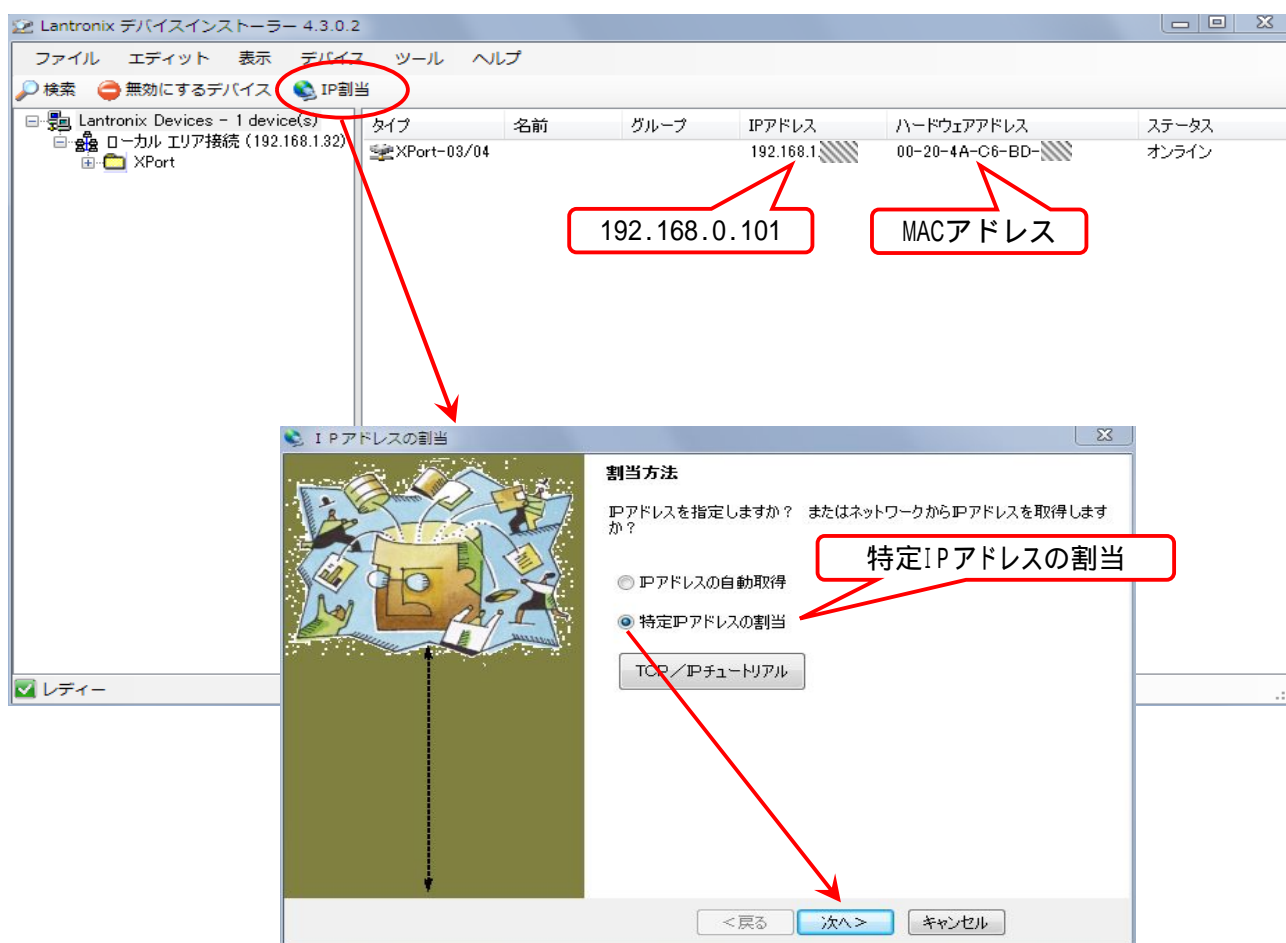 Lantronix デバイスインストーラー 4.3.0.2
ファイル エディット 表示 デバイス ツール ヘルプ
検索 無効にするデバイス IP割当
Lantronix Devices - 1 device(s)
ローカル エリア接続 (192.168.1.32)
XPort
タイプ 名前 グループ IPアドレス ハードウェアアドレス ステータス
XPort-03/04 192.168.1. 00-20-4A-C6-BD- オンライン
192.168.0.101 MACアドレス
IPアドレスの割当
割当方法
IPアドレスを指定しますか？ またはネットワークからIPアドレスを取得します
か？
特定IPアドレスの割当
IPアドレスの自動取得
特定IPアドレスの割当
TCP／IPチュートリアル
レディー
＜戻る 次へ＞ キャンセル